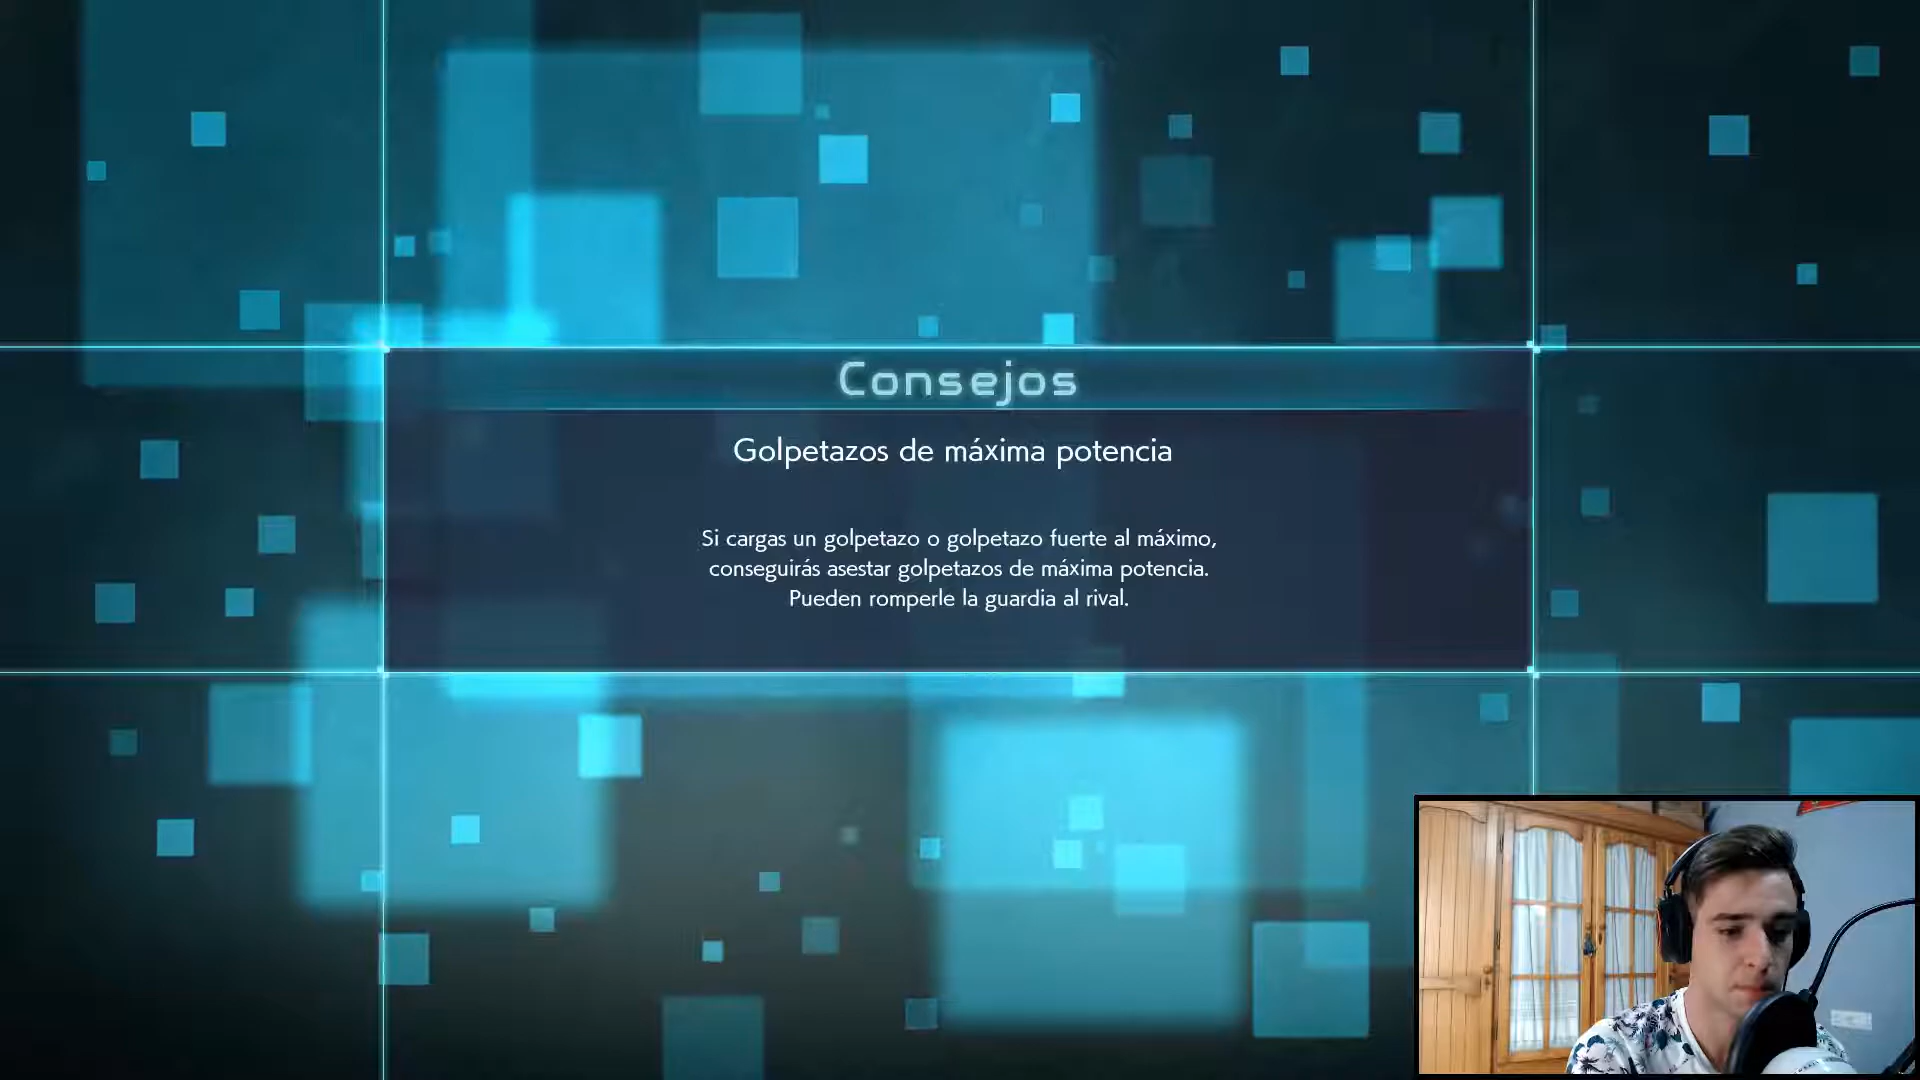 Consejos
Golpetazos de máxima potencia
Si cargas un golpetazo o golpetazo fuerte al máximo,
conseguirás asestar golpetazos de máxima potencia.
Pueden romperle la guardia al rival.